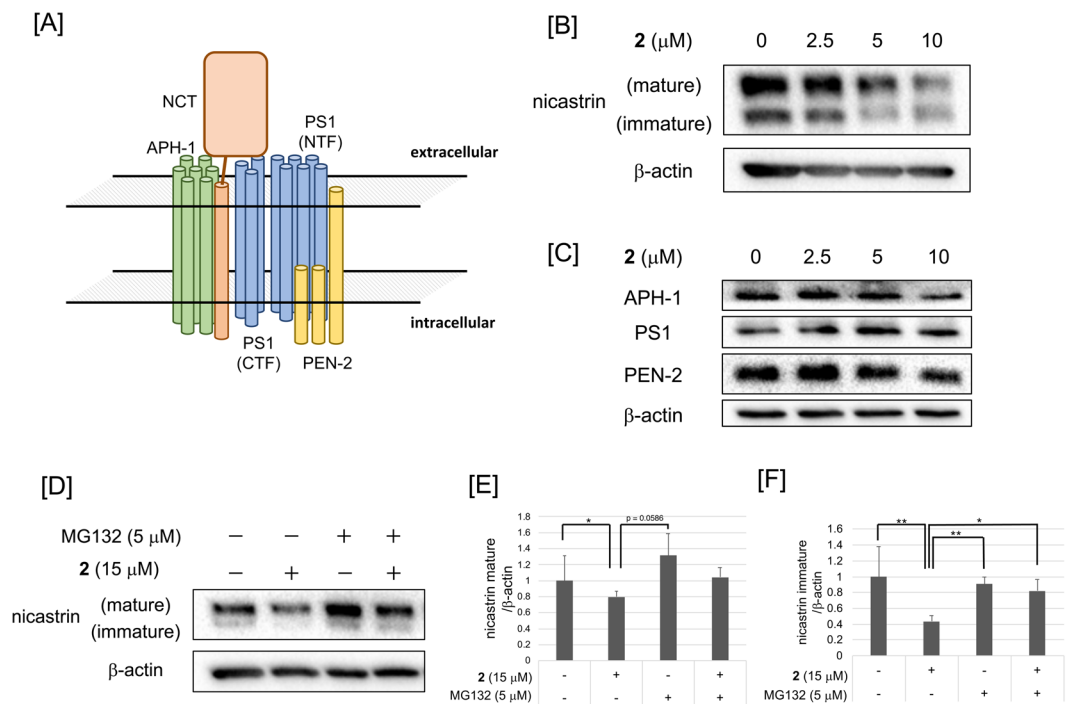 [A]
NCT
APH-1
PS1
(NTF)
extracellular
intracellular
PS1
(CTF)
PEN-2
[B]
2 (μM) 0 2.5 5 10
nicastrin
(mature)
(immature)
β-actin
[C]
2 (μM) 0 2.5 5 10
APH-1
PS1
PEN-2
β-actin
[D]
MG132 (5 μM) − − + +
2 (15 μM) − + − +
nicastrin
(mature)
(immature)
β-actin
[E]
nicastrin mature
/β-actin
1.8
1.6
1.4
1.2
1
0.8
0.6
0.4
0.2
0
*
p = 0.0586
2 (15 μM) - + - +
MG132 (5 μM) - - + +
[F]
nicastrin immature
/β-actin
1.6
1.4
1.2
1
0.8
0.6
0.4
0.2
0
**
*
**
2 (15 μM) - + - +
MG132 (5 μM) - - + +